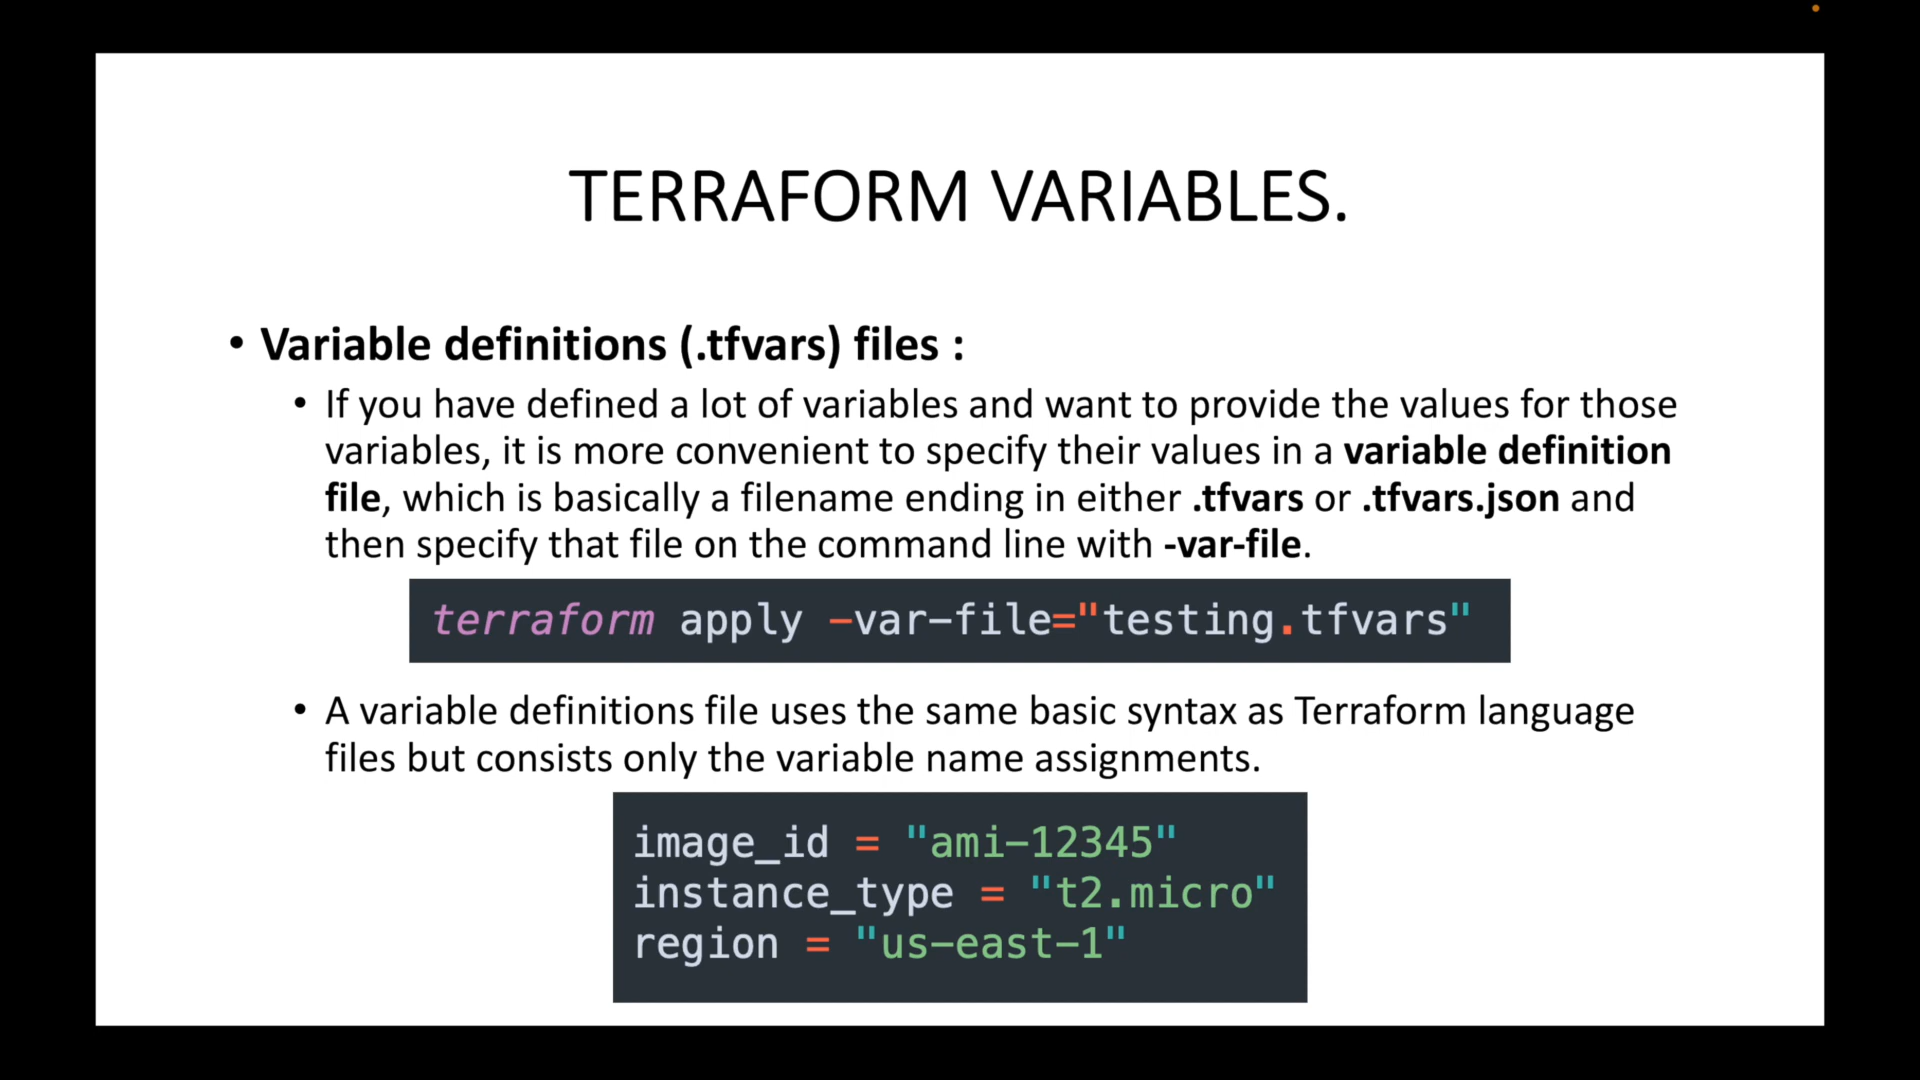 TERRAFORM VARIABLES.
• Variable definitions (.tfvars) files :
• If you have defined a lot of variables and want to provide the values for those
variables, it is more convenient to specify their values in a variable definition
file, which is basically a filename ending in either .tfvars or .tfvars.json and
then specify that file on the command line with -var-file.
terraform apply -var-file="testing.tfvars"
• A variable definitions file uses the same basic syntax as Terraform language
files but consists only the variable name assignments.
image_id = "ami-12345"
instance_type = "t2.micro"
region = "us-east-1"